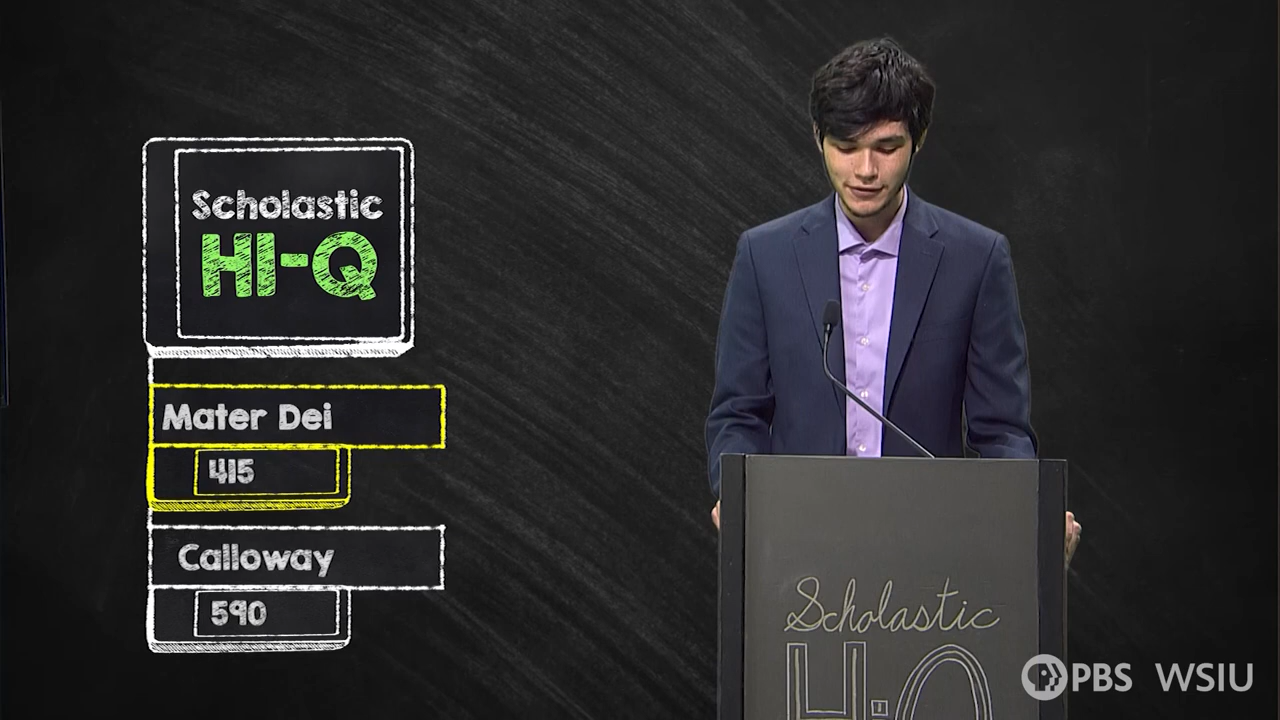 Scholastic
HI-Q
Mater Dei
415
Calloway
590
Scholastic
H-Q
PBS WSIU